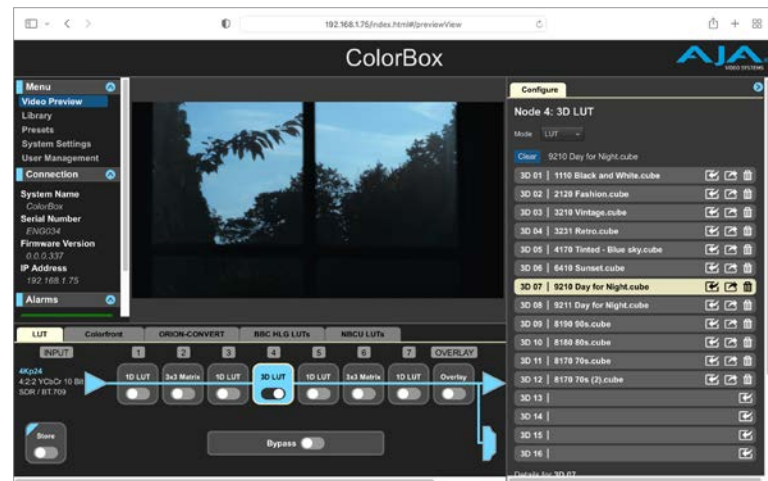 192.168.1.75/index.html#/previewView
ColorBox
AJA
VIDEO SYSTEMS
Menu
Video Preview
Library
Presets
System Settings
User Management
Connection
System Name
ColorBox
Serial Number
ENG034
Firmware Version
0.0.0.337
IP Address
192.168.1.75
Alarms
Configure
Node 4: 3D LUT
Mode LUT
Clear 9210 Day for Night.cube
3D 01 | 1110 Black and White.cube
3D 02 | 2120 Fashion.cube
3D 03 | 3210 Vintage.cube
3D 04 | 3231 Retro.cube
3D 05 | 4170 Tinted - Blue sky.cube
3D 06 | 6410 Sunset.cube
3D 07 | 9210 Day for Night.cube
3D 08 | 9211 Day for Night.cube
3D 09 | 8190 90s.cube
3D 10 | 8180 80s.cube
3D 11 | 8170 70s.cube
3D 12 | 8170 70s (2).cube
3D 13 |
3D 14 |
3D 15 |
3D 16 |
Details for 3D 07
LUT Colorfront ORION-CONVERT BBC HLG LUTs NBCU LUTs
INPUT 1 2 3 4 5 6 7 OVERLAY
4Kp24
4:2:2 YCbCr 10 Bit
SDR / BT.709
1D LUT 3x3 Matrix 1D LUT 3D LUT 1D LUT 3x3 Matrix 1D LUT Overlay
Store
Bypass